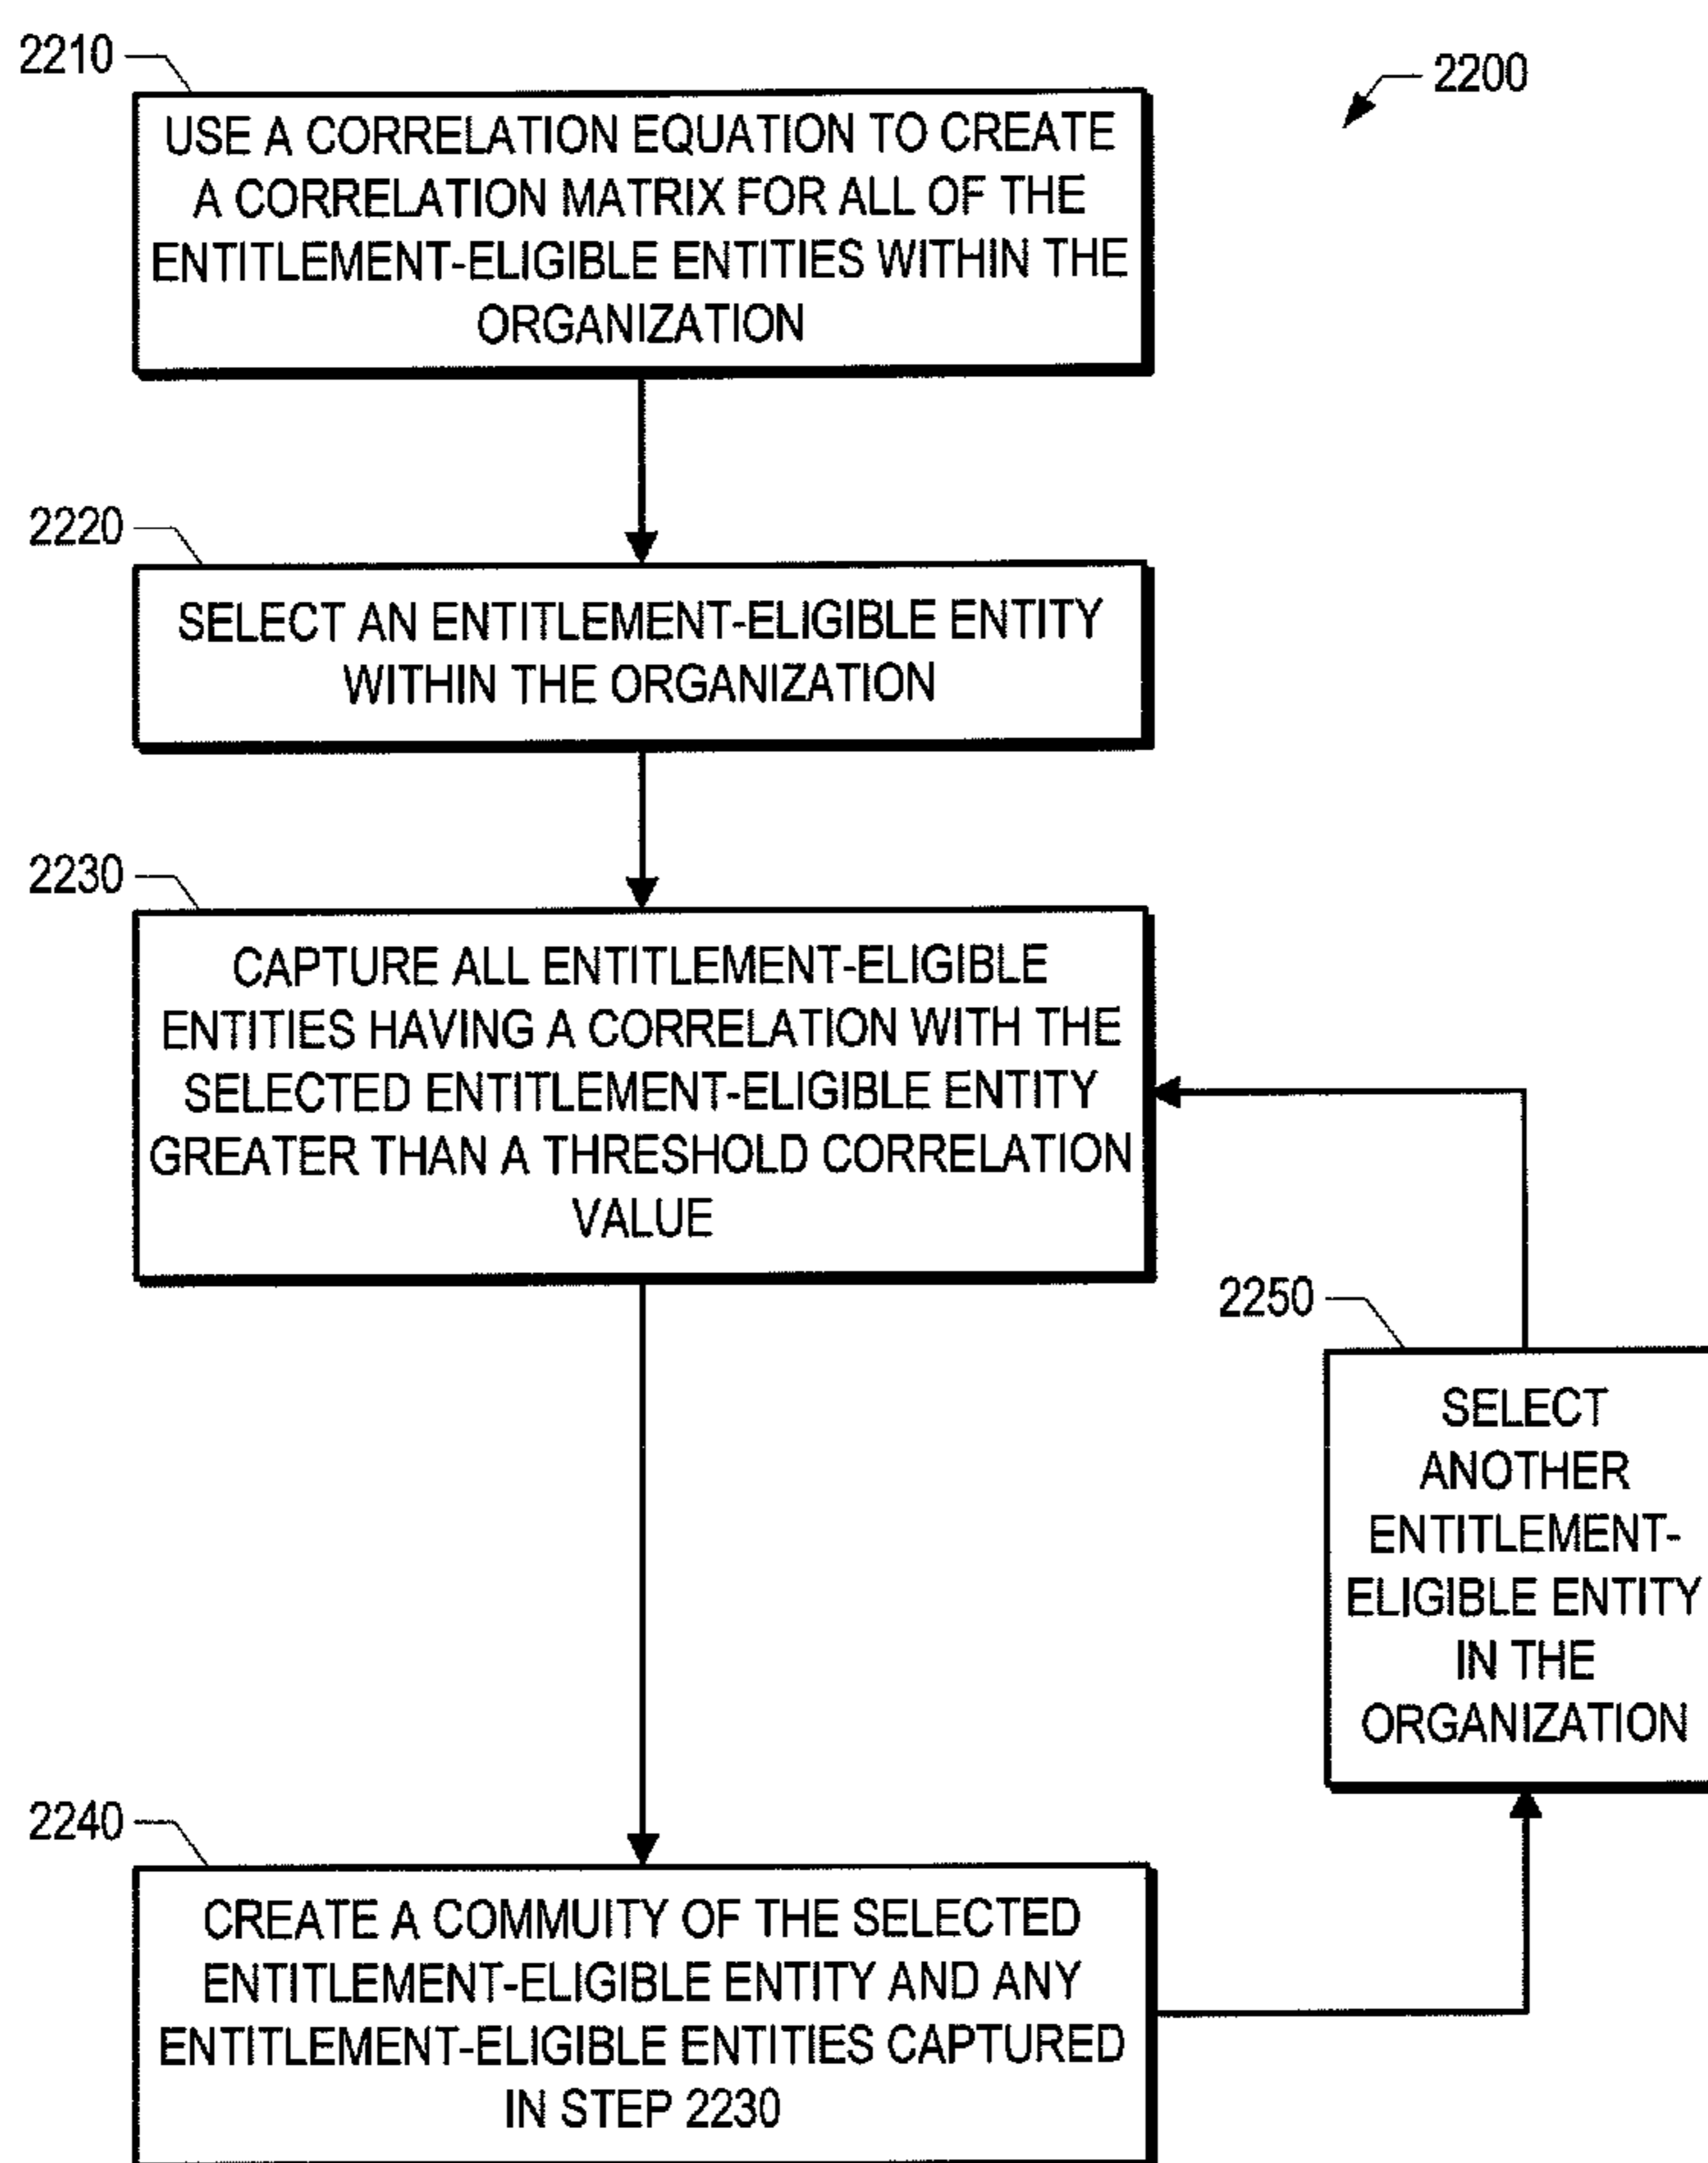 2210
2200
USE A CORRELATION EQUATION TO CREATE
A CORRELATION MATRIX FOR ALL OF THE
ENTITLEMENT-ELIGIBLE ENTITIES WITHIN THE
ORGANIZATION
2220
SELECT AN ENTITLEMENT-ELIGIBLE ENTITY
WITHIN THE ORGANIZATION
2230
CAPTURE ALL ENTITLEMENT-ELIGIBLE
ENTITIES HAVING A CORRELATION WITH THE
SELECTED ENTITLEMENT-ELIGIBLE ENTITY
GREATER THAN A THRESHOLD CORRELATION
VALUE
2250
SELECT
ANOTHER
ENTITLEMENT-
ELIGIBLE ENTITY
IN THE
ORGANIZATION
2240
CREATE A COMMUITY OF THE SELECTED
ENTITLEMENT-ELIGIBLE ENTITY AND ANY
ENTITLEMENT-ELIGIBLE ENTITIES CAPTURED
IN STEP 2230